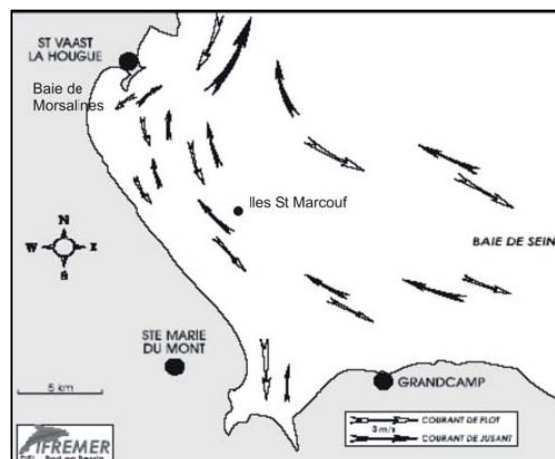 ST VAAST
LA HOUGUE
Baie de
Morsalines
Iles St Marcouf
N
W E
S
BAIE DE SEIN
STE MARIE
DU MONT
5 km
GRANDCAMP
COURANT DE FLOT
3 m/s
COURANT DE JUSANT
IFREMER